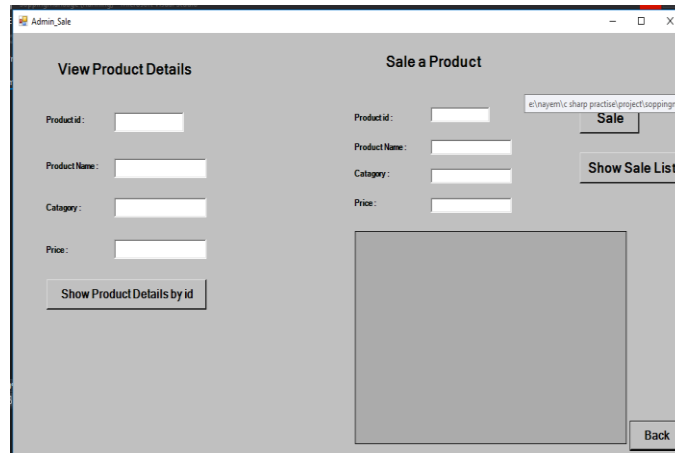 Admin_Sale
View Product Details
Product id :
Product Name :
Catagory :
Price :
Show Product Details by id
Sale a Product
Product id :
Product Name :
Catagory :
Price :
e:\nayem\c sharp practise\project\soppingm
Sale
Show Sale List
Back